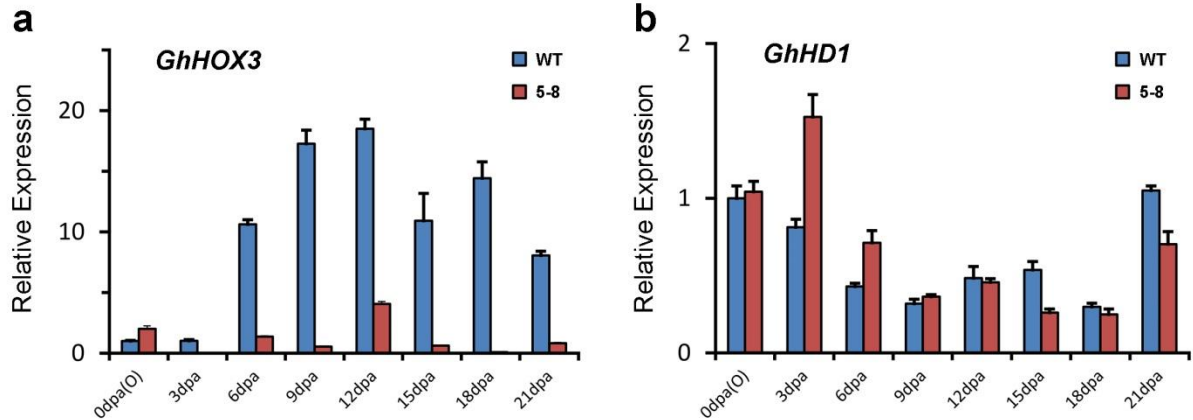 a
GhHOX3
WT
5-8
Relative Expression
20
10
0
0dpa(O)
3dpa
6dpa
9dpa
12dpa
15dpa
18dpa
21dpa
b
GhHD1
WT
5-8
Relative Expression
2
1
0
0dpa(O)
3dpa
6dpa
9dpa
12dpa
15dpa
18dpa
21dpa